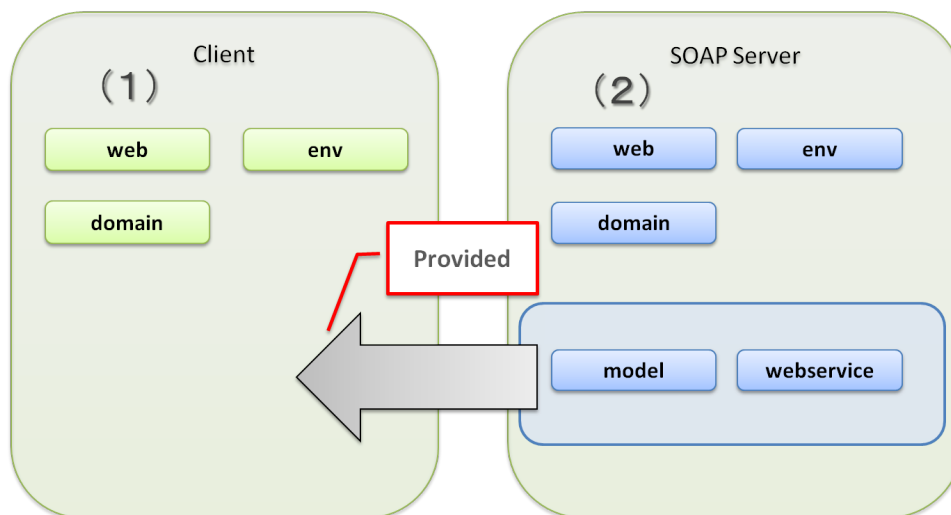 Client
（1）
web
env
domain
SOAP Server
（2）
web
env
domain
Provided
model
webservice